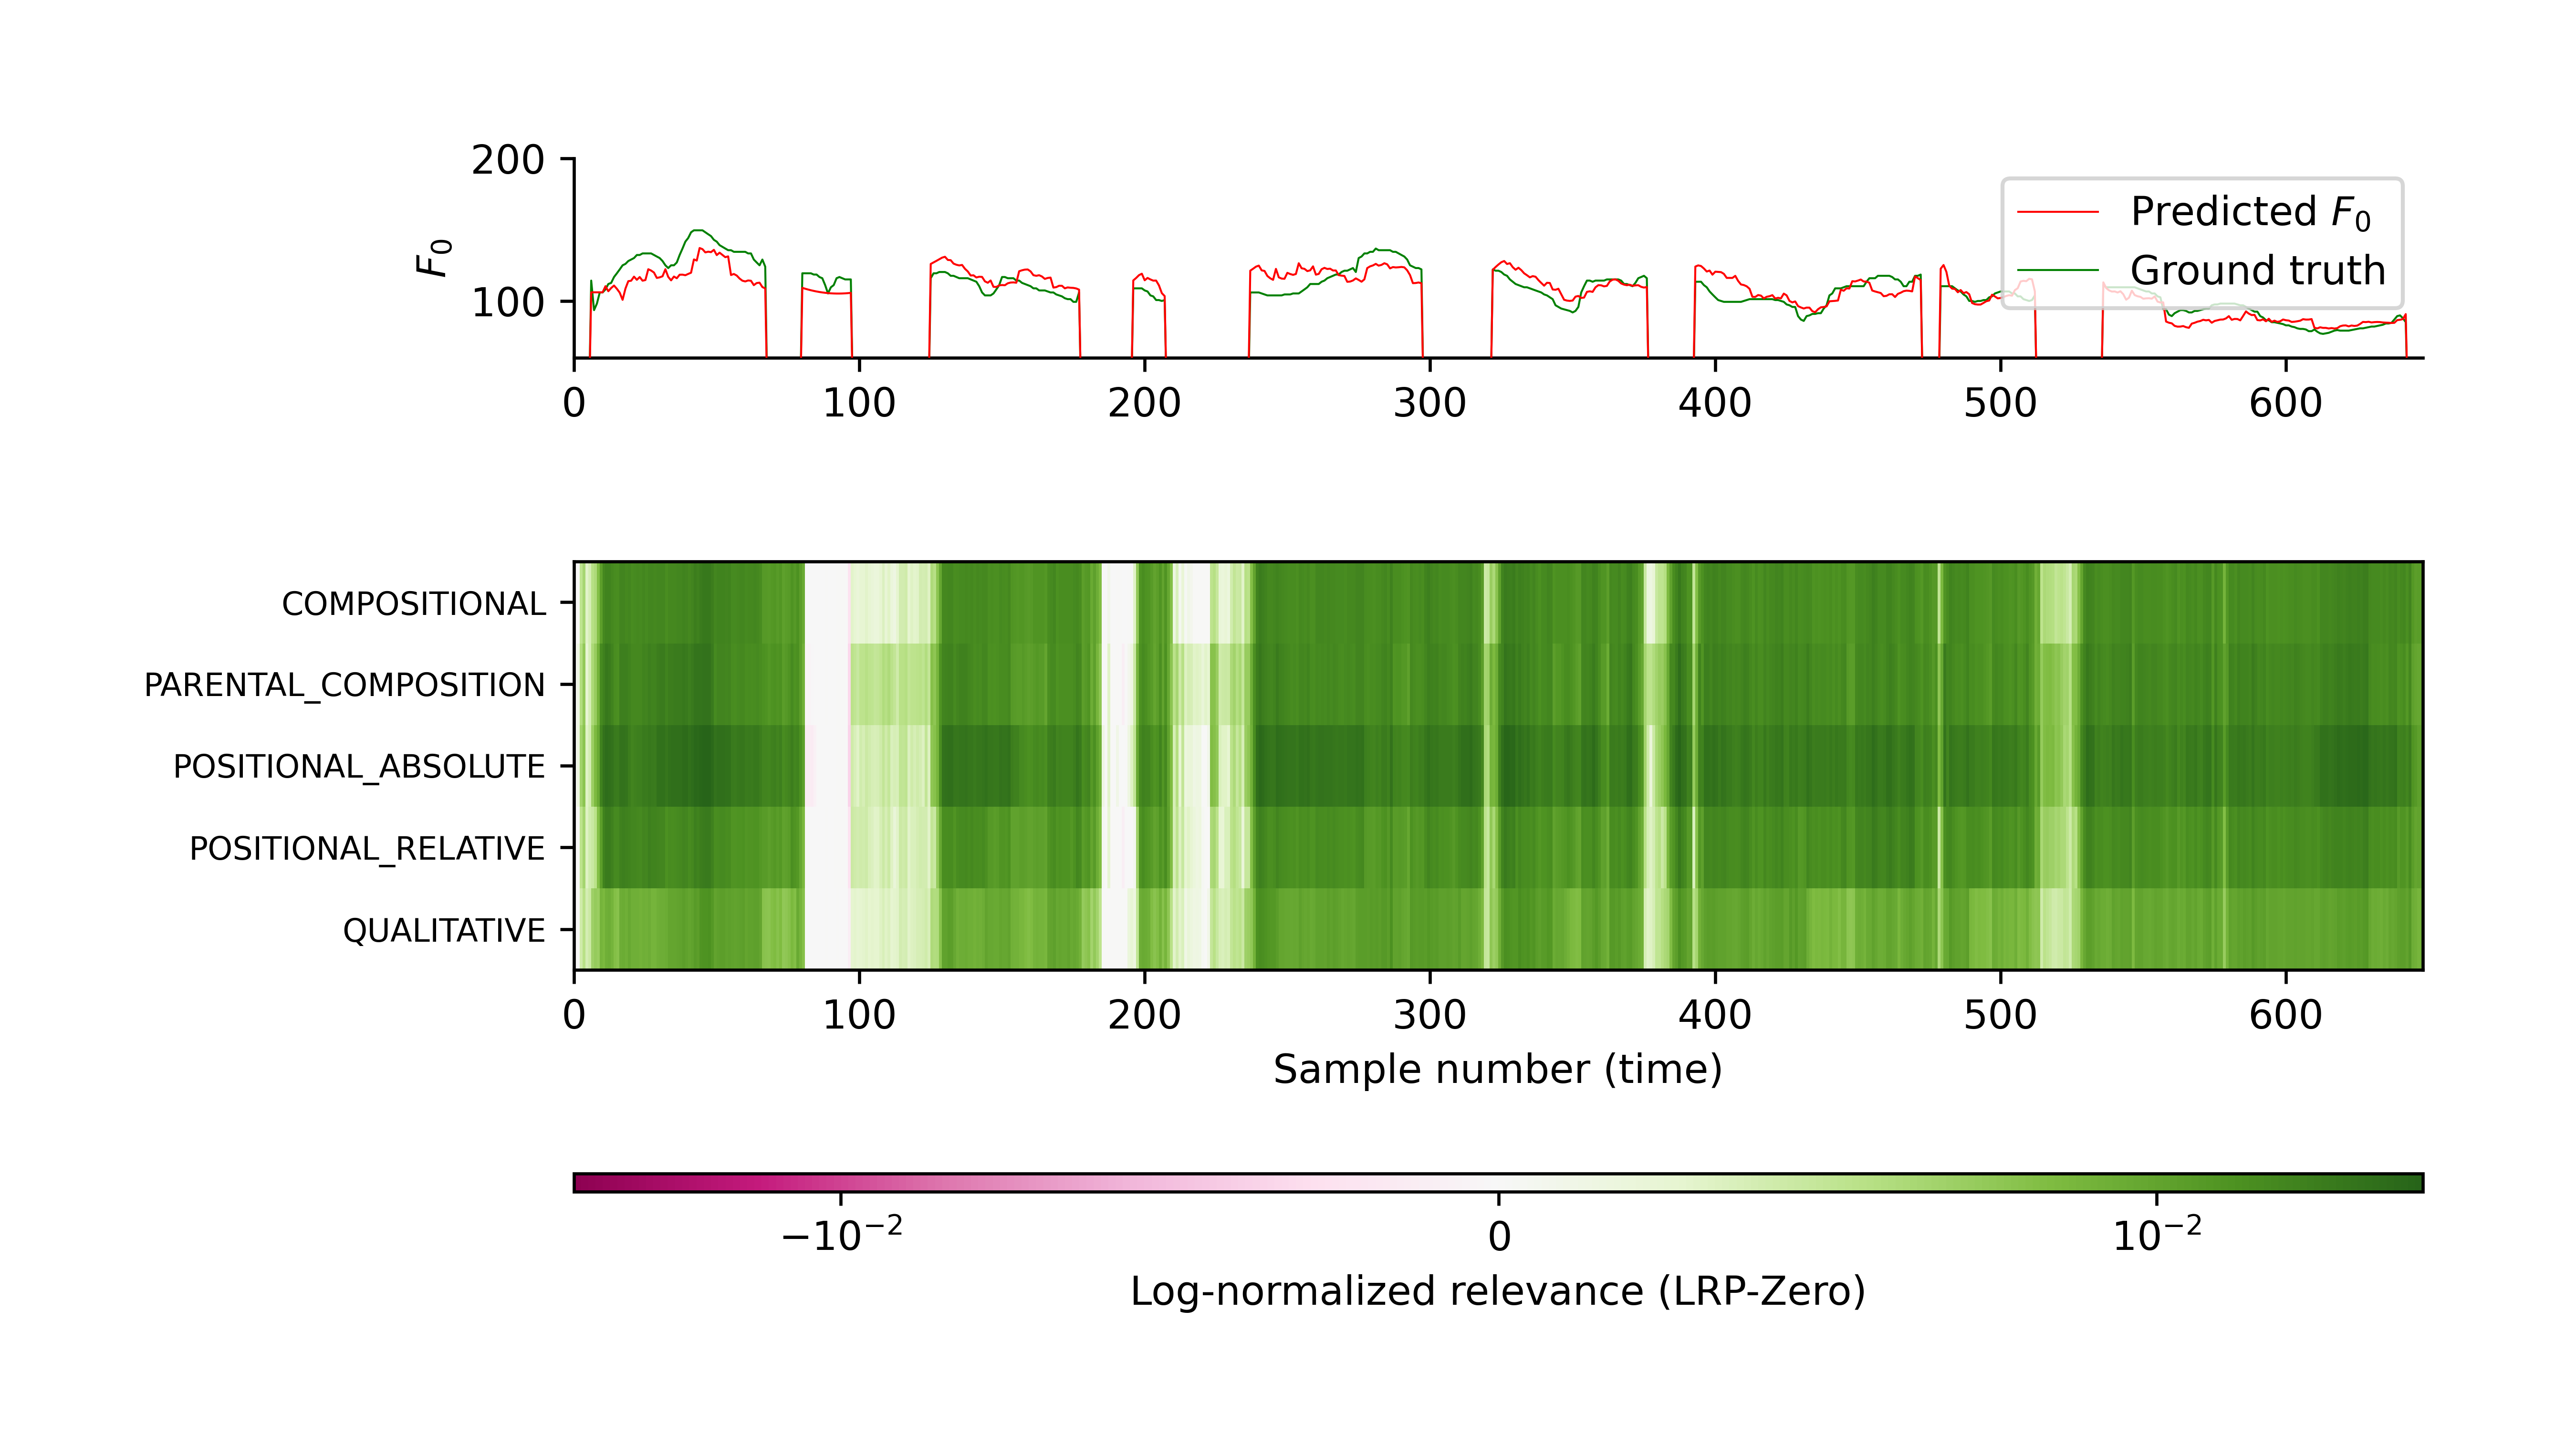 200
100
F0
Predicted F0
Ground truth
0 100 200 300 400 500 600
COMPOSITIONAL
PARENTAL_COMPOSITION
POSITIONAL_ABSOLUTE
POSITIONAL_RELATIVE
QUALITATIVE
0 100 200 300 400 500 600
Sample number (time)
−10⁻² 0 10⁻²
Log-normalized relevance (LRP-Zero)